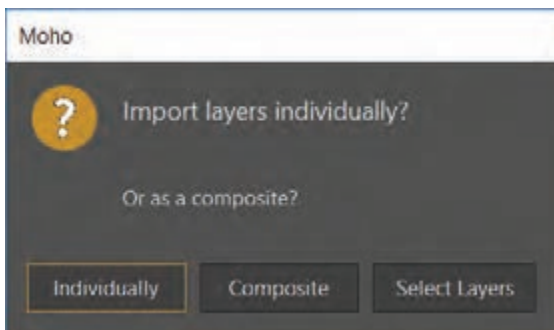 Moho
?
Import layers individually?
Or as a composite?
Individually Composite Select Layers